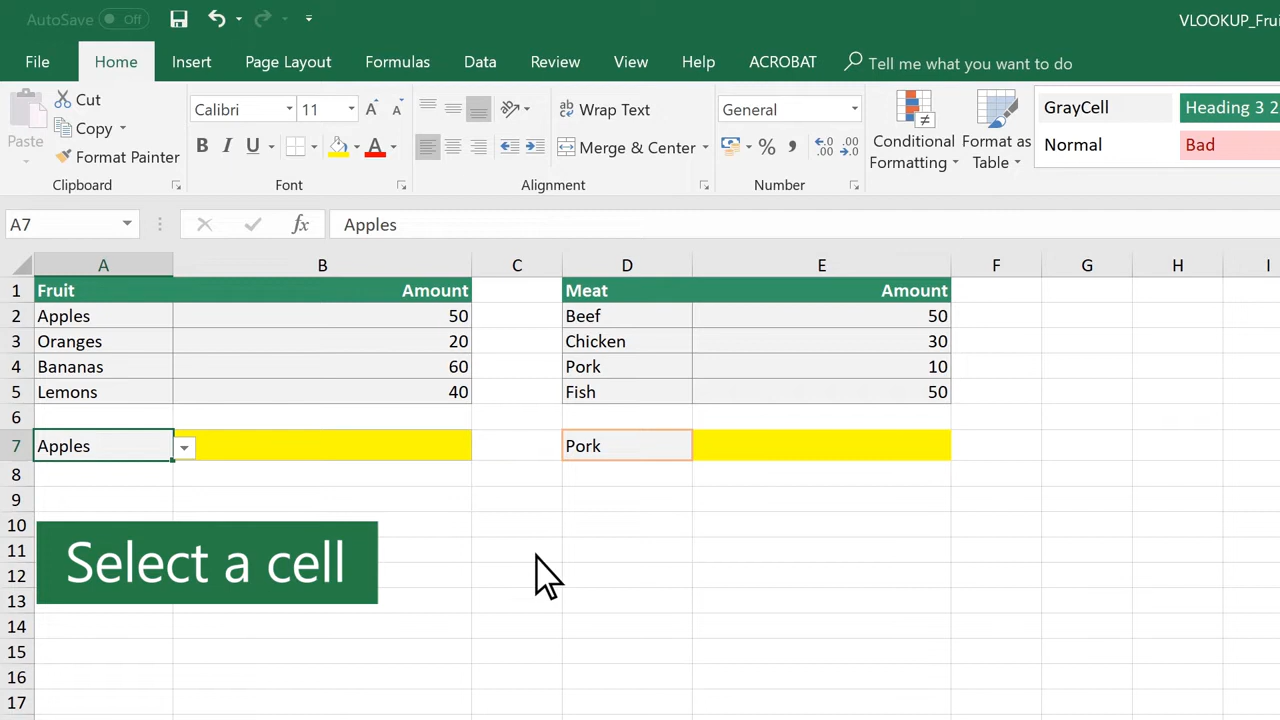 AutoSave Off
VLOOKUP_Frui
File Home Insert Page Layout Formulas Data Review View Help ACROBAT Tell me what you want to do
Paste
Cut
Copy
Format Painter
Clipboard
Calibri 11
B I U A
Font
Wrap Text
Merge & Center
Alignment
General
% 
Number
Conditional
Formatting
Format as
Table
GrayCell
Heading 3 2
Normal
Bad
A7
fx
Apples
A B C D E F G H I
1 Fruit Amount Meat Amount
2 Apples 50 Beef 50
3 Oranges 20 Chicken 30
4 Bananas 60 Pork 10
5 Lemons 40 Fish 50
6
7 Apples Pork
8
9
10
11
12
13
14
15
16
17
Select a cell